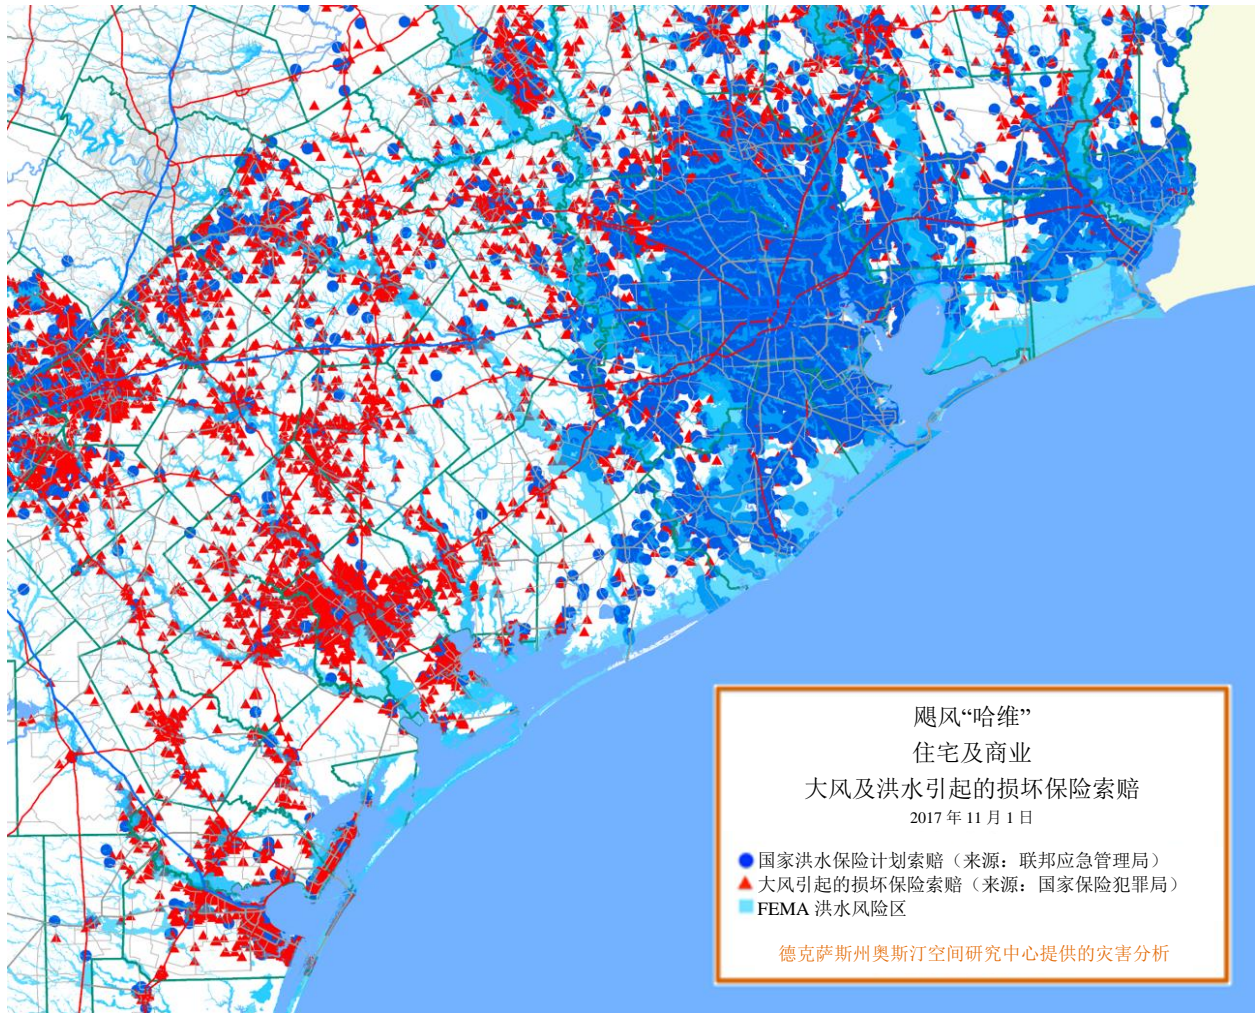 飓风“哈维”
住宅及商业
大风及洪水引起的损坏保险索赔
2017 年 11 月 1 日
国家洪水保险计划索赔（来源：联邦应急管理局）
大风引起的损坏保险索赔（来源：国家保险犯罪局）
FEMA 洪水风险区
德克萨斯州奥斯汀空间研究中心提供的灾害分析